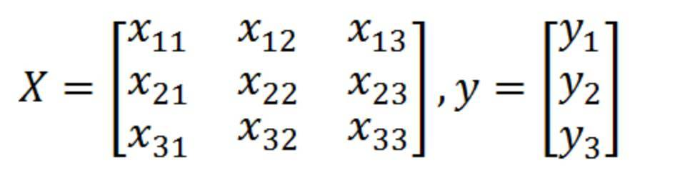 X = [x₁₁ x₁₂ x₁₃
x₂₁ x₂₂ x₂₃
x₃₁ x₃₂ x₃₃] , y = [y₁
y₂
y₃]